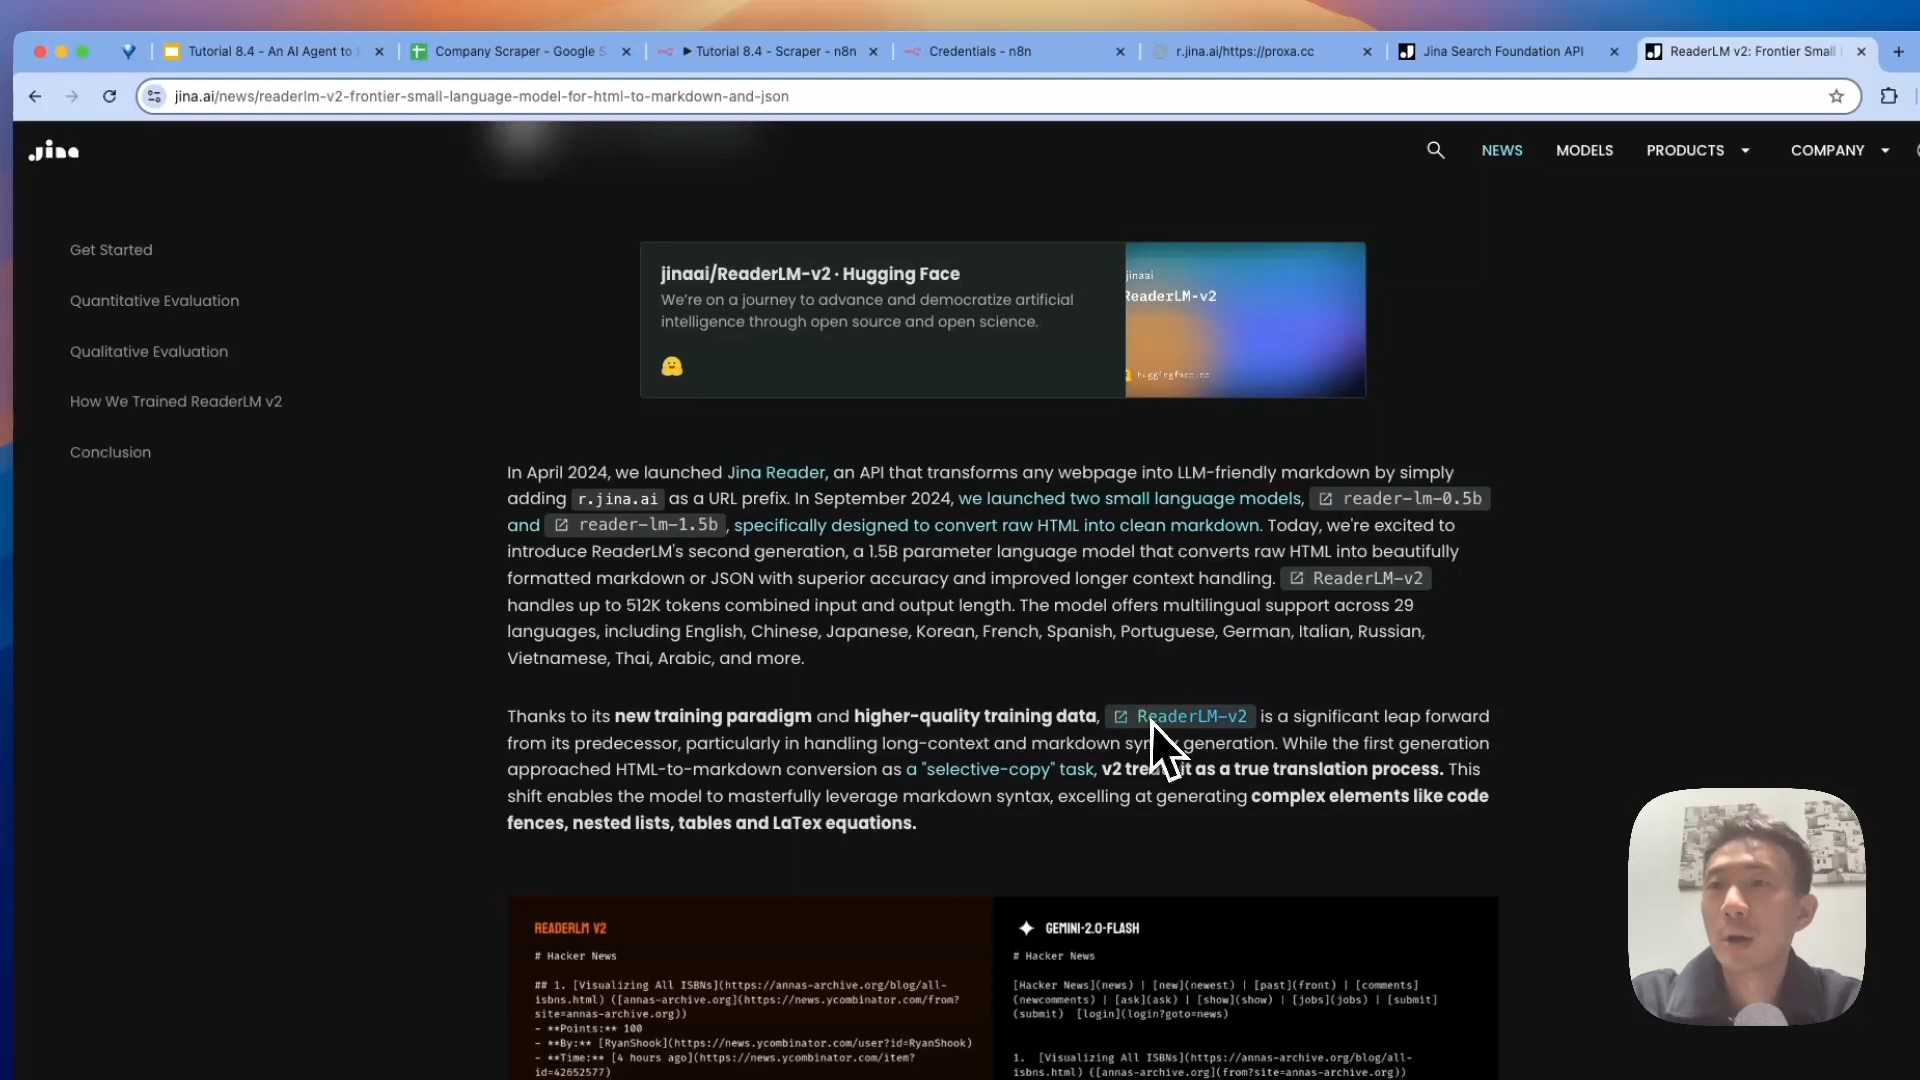 Tutorial 8.4 - An AI Agent to
Company Scraper - Google S
Tutorial 8.4 - Scraper - n8n
Credentials - n8n
r.jina.ai/https://proxa.cc
Jina Search Foundation API
ReaderLM v2: Frontier Small
jina.ai/news/readerlm-v2-frontier-small-language-model-for-html-to-markdown-and-json
Jina
NEWS
MODELS
PRODUCTS
COMPANY
Get Started
Quantitative Evaluation
Qualitative Evaluation
How We Trained ReaderLM v2
Conclusion
jinaai/ReaderLM-v2 · Hugging Face
We're on a journey to advance and democratize artificial
intelligence through open source and open science.
jinaai
ReaderLM-v2
huggingface.co
In April 2024, we launched Jina Reader, an API that transforms any webpage into LLM-friendly markdown by simply
adding r.jina.ai as a URL prefix. In September 2024, we launched two small language models, reader-lm-0.5b
and reader-lm-1.5b, specifically designed to convert raw HTML into clean markdown. Today, we're excited to
introduce ReaderLM's second generation, a 1.5B parameter language model that converts raw HTML into beautifully
formatted markdown or JSON with superior accuracy and improved longer context handling. ReaderLM-v2
handles up to 512K tokens combined input and output length. The model offers multilingual support across 29
languages, including English, Chinese, Japanese, Korean, French, Spanish, Portuguese, German, Italian, Russian,
Vietnamese, Thai, Arabic, and more.
Thanks to its new training paradigm and higher-quality training data, ReaderLM-v2 is a significant leap forward
from its predecessor, particularly in handling long-context and markdown generation. While the first generation
approached HTML-to-markdown conversion as a "selective-copy" task, v2 it as a true translation process. This
shift enables the model to masterfully leverage markdown syntax, excelling at generating complex elements like code
fences, nested lists, tables and LaTex equations.
READERLM V2
# Hacker News
## 1. [Visualizing All ISBNs](https://annas-archive.org/blog/all-
isbns.html) ([annas-archive.org](https://news.ycombinator.com/from?
site=annas-archive.org))
- **Points:** 100
- **By:** [RyanShook](https://news.ycombinator.com/user?id=RyanShook)
- **Time:** [4 hours ago](https://news.ycombinator.com/item?
id=42652577)
GEMINI-2.0-FLASH
# Hacker News
[Hacker News](news) | [new](newest) | [past](front) | [comments]
(newcomments) | [ask](ask) | [show](show) | [jobs](jobs) | [submit]
(submit) [login](login?goto=news)
1. [Visualizing All ISBNs](https://annas-archive.org/blog/all-
isbns.html) ([annas-archive.org](from?site=annas-archive.org))